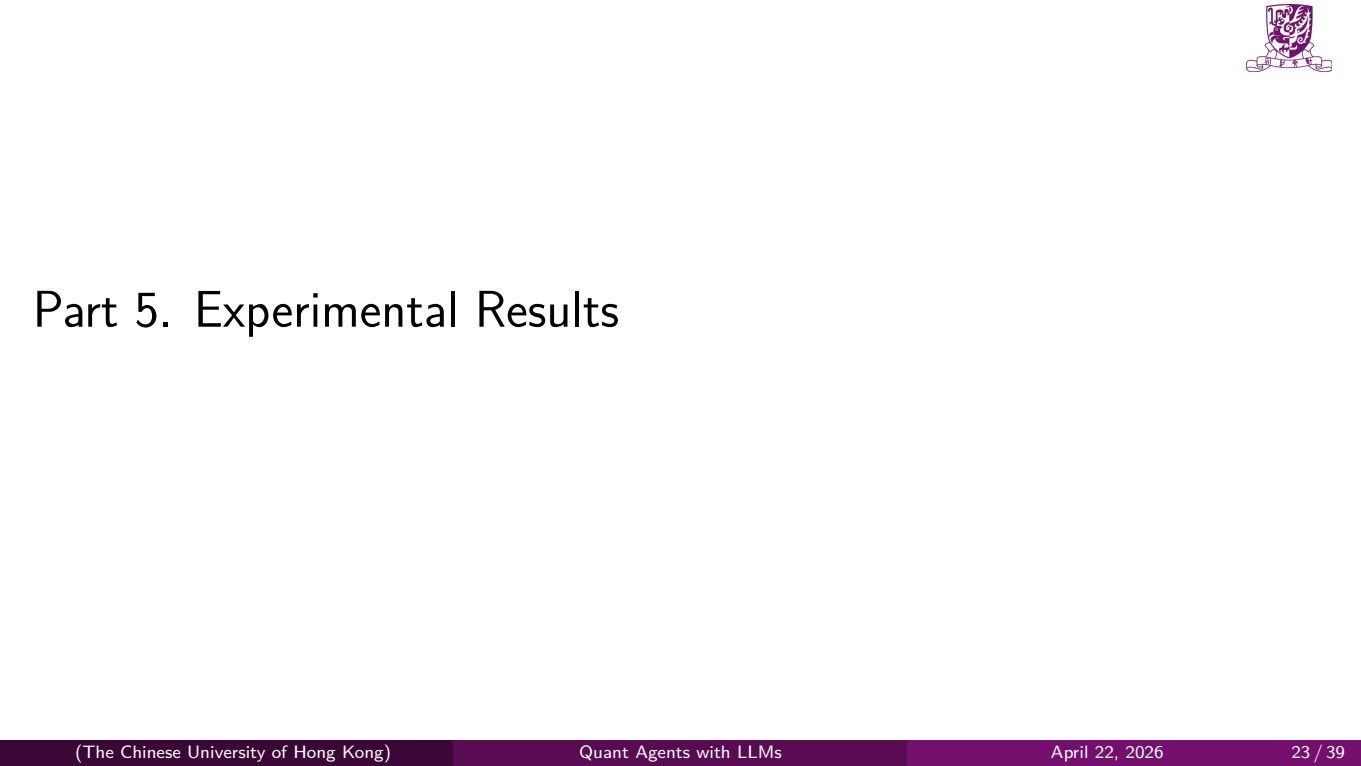 Part 5. Experimental Results
(The Chinese University of Hong Kong) Quant Agents with LLMs April 22, 2026 23 / 39